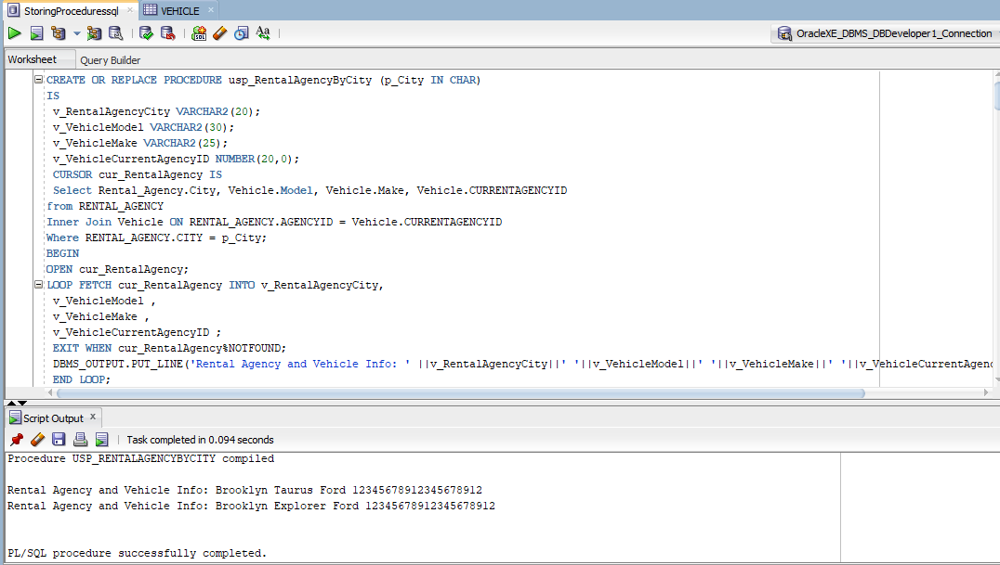 StoringProceduressql
VEHICLE
OracleXE_DBMS_DBDeveloper1_Connection
Worksheet
Query Builder
CREATE OR REPLACE PROCEDURE usp_RentalAgencyByCity (p_City IN CHAR)
IS
v_RentalAgencyCity VARCHAR2(20);
v_VehicleModel VARCHAR2(30);
v_VehicleMake VARCHAR2(25);
v_VehicleCurrentAgencyID NUMBER(20,0);
CURSOR cur_RentalAgency IS
Select Rental_Agency.City, Vehicle.Model, Vehicle.Make, Vehicle.CURRENTAGENCYID
from RENTAL_AGENCY
Inner Join Vehicle ON RENTAL_AGENCY.AGENCYID = Vehicle.CURRENTAGENCYID
Where RENTAL_AGENCY.CITY = p_City;
BEGIN
OPEN cur_RentalAgency;
LOOP FETCH cur_RentalAgency INTO v_RentalAgencyCity,
v_VehicleModel ,
v_VehicleMake ,
v_VehicleCurrentAgencyID ;
EXIT WHEN cur_RentalAgency%NOTFOUND;
DBMS_OUTPUT.PUT_LINE('Rental Agency and Vehicle Info: ' ||v_RentalAgencyCity||' '||v_VehicleModel||' '||v_VehicleMake||' '||v_VehicleCurrentAgenc
END LOOP;
Script Output
Task completed in 0.094 seconds
Procedure USP_RENTALAGENCYBYCITY compiled
Rental Agency and Vehicle Info: Brooklyn Taurus Ford 12345678912345678912
Rental Agency and Vehicle Info: Brooklyn Explorer Ford 12345678912345678912
PL/SQL procedure successfully completed.